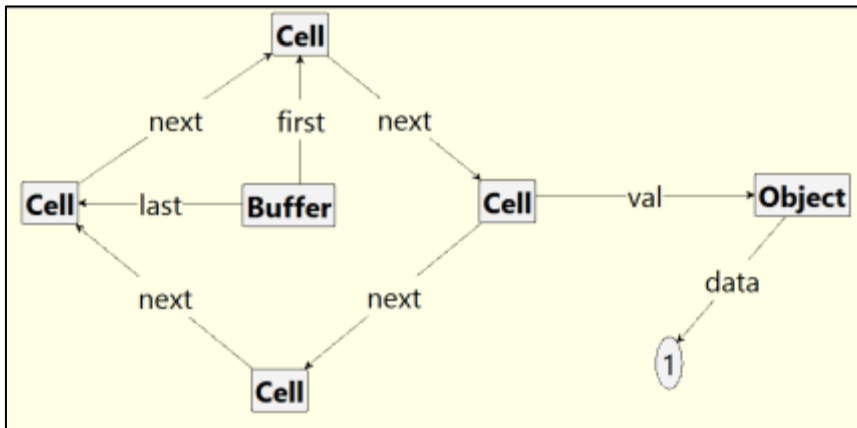 Cell
next
first
next
Cell
last
Buffer
Cell
val
Object
next
next
data
1
Cell